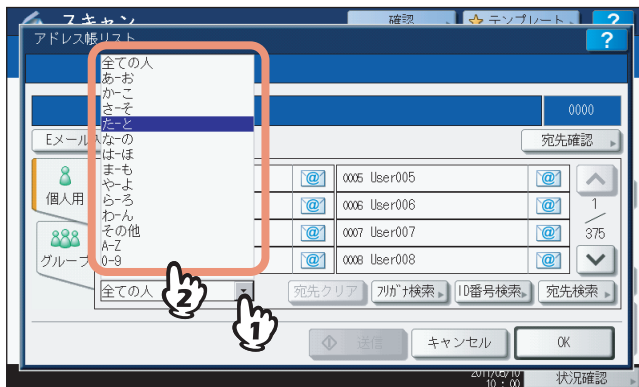 スキャン
確認
テンプレート
?
アドレス帳リスト
?
全ての人
あ-お
か-こ
さ-そ
た-と
な-の
は-ほ
ま-も
や-よ
ら-ろ
わ-ん
その他
A-Z
0-9
0000
Eメール
宛先確認
個人用
グループ
0005 User005
0006 User006
0007 User007
0008 User008
1
375
全ての人
2
1
宛先クリア
フリガナ検索
ID番号検索
宛先検索
送信
キャンセル
OK
2011/05/10
10:00
状況確認